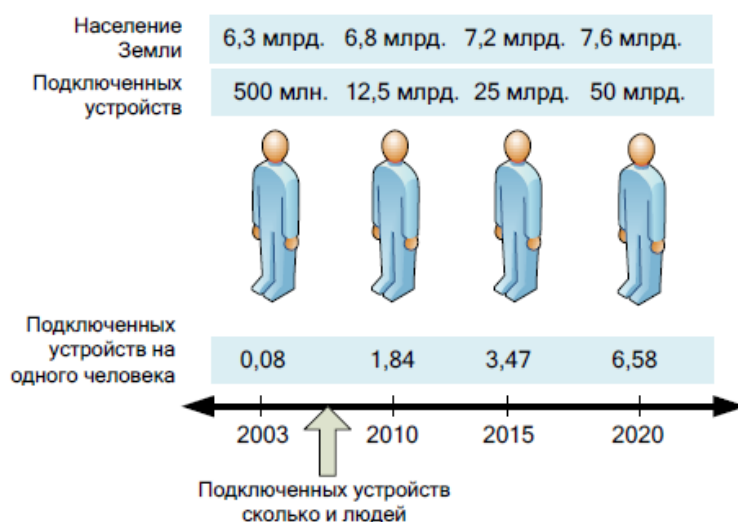 Население
Земли
6,3 млрд. 6,8 млрд. 7,2 млрд. 7,6 млрд.
Подключенных
устройств
500 млн. 12,5 млрд. 25 млрд. 50 млрд.
Подключенных
устройств на
одного человека
0,08 1,84 3,47 6,58
2003 2010 2015 2020
Подключенных устройств
сколько и людей